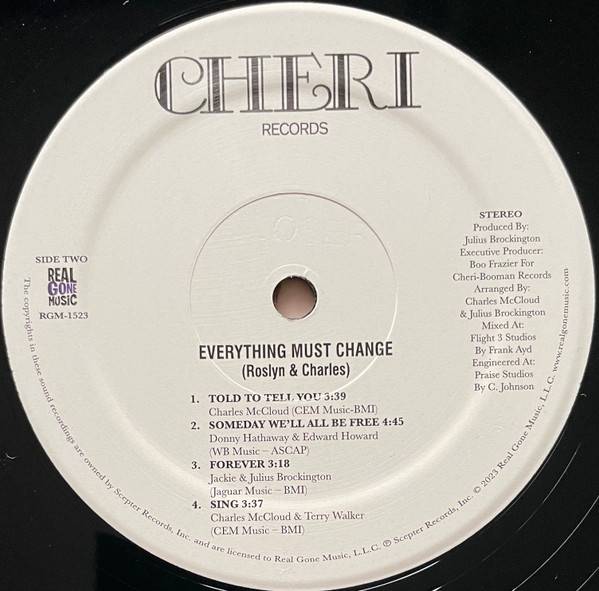 CHERI
RECORDS
SIDE TWO
REAL
GONE
MUSIC
RGM-1523
STEREO
Produced By:
Julius Brockington
Executive Producer:
Boo Frazier For
Cheri-Booman Records
Arranged By:
Charles McCloud
& Julius Brockington
Mixed At:
Flight 3 Studios
By Frank Ayd
Engineered At:
Praise Studios
By C. Johnson
EVERYTHING MUST CHANGE
(Roslyn & Charles)
1. TOLD TO TELL YOU 3:39
Charles McCloud (CEM Music-BMI)
2. SOMEDAY WE'LL ALL BE FREE 4:45
Donny Hathaway & Edward Howard
(WB Music – ASCAP)
3. FOREVER 3:18
Jackie & Julius Brockington
(Jaguar Music – BMI)
4. SING 3:37
Charles McCloud & Terry Walker
(CEM Music – BMI)
The copyrights in these sound recordings are owned by Scepter Records, Inc. and are licensed to Real Gone Music, L.L.C. ℗ Scepter Records, Inc. © 2023 Real Gone Music, L.L.C. www.realgonemusic.com